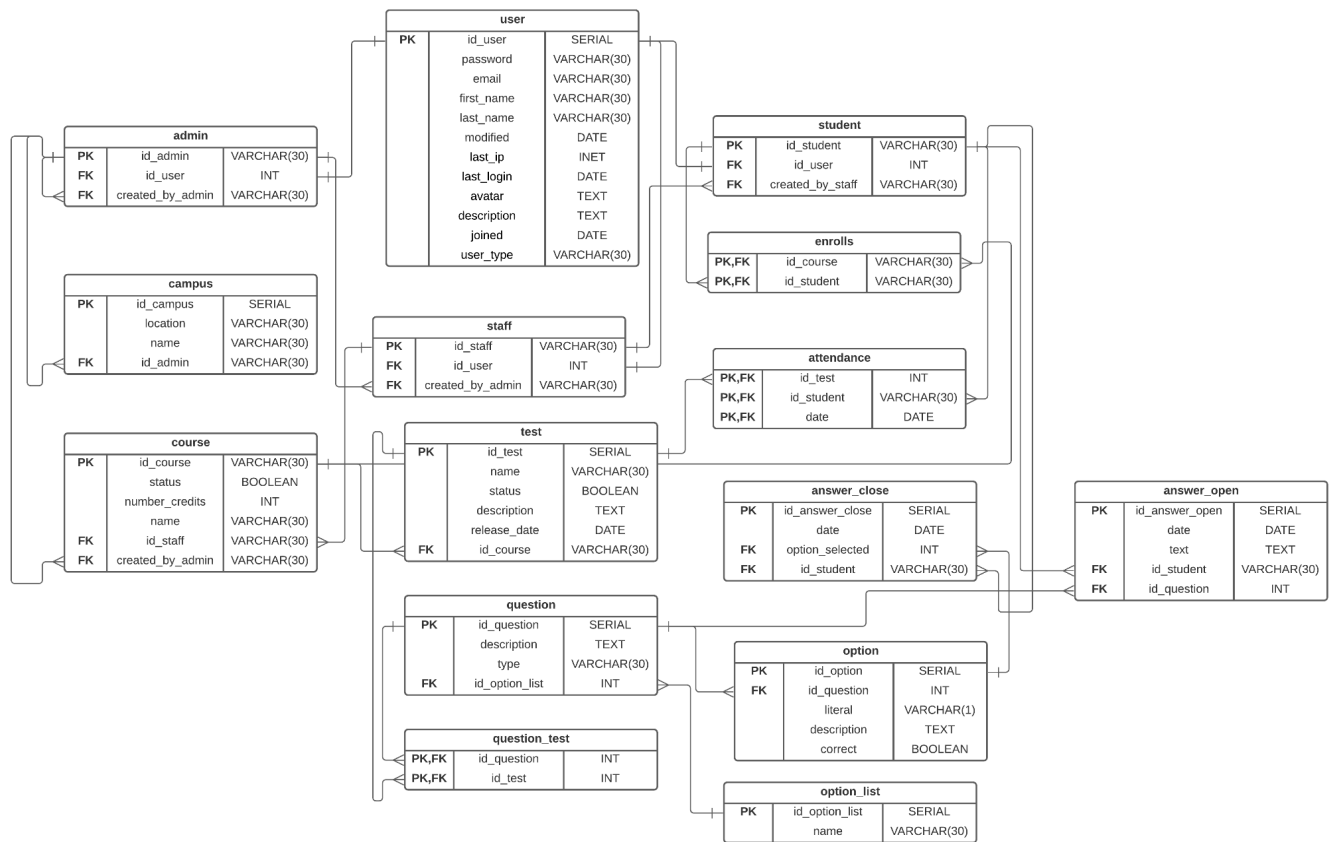 user
PK id_user SERIAL
password VARCHAR(30)
email VARCHAR(30)
first_name VARCHAR(30)
last_name VARCHAR(30)
modified DATE
last_ip INET
last_login DATE
avatar TEXT
description TEXT
joined DATE
user_type VARCHAR(30)
admin
PK id_admin VARCHAR(30)
FK id_user INT
FK created_by_admin VARCHAR(30)
student
PK id_student VARCHAR(30)
FK id_user INT
FK created_by_staff VARCHAR(30)
enrolls
PK,FK id_course VARCHAR(30)
PK,FK id_student VARCHAR(30)
campus
PK id_campus SERIAL
location VARCHAR(30)
name VARCHAR(30)
FK id_admin VARCHAR(30)
staff
PK id_staff VARCHAR(30)
FK id_user INT
FK created_by_admin VARCHAR(30)
attendance
PK,FK id_test INT
PK,FK id_student VARCHAR(30)
PK,FK date DATE
course
PK id_course VARCHAR(30)
status BOOLEAN
number_credits INT
name VARCHAR(30)
FK id_staff VARCHAR(30)
FK created_by_admin VARCHAR(30)
test
PK id_test SERIAL
name VARCHAR(30)
status BOOLEAN
description TEXT
release_date DATE
FK id_course VARCHAR(30)
answer_close
PK id_answer_close SERIAL
date DATE
FK option_selected INT
FK id_student VARCHAR(30)
answer_open
PK id_answer_open SERIAL
date DATE
text TEXT
FK id_student VARCHAR(30)
FK id_question INT
question
PK id_question SERIAL
description TEXT
type VARCHAR(30)
FK id_option_list INT
option
PK id_option SERIAL
FK id_question INT
literal VARCHAR(1)
description TEXT
correct BOOLEAN
question_test
PK,FK id_question INT
PK,FK id_test INT
option_list
PK id_option_list SERIAL
name VARCHAR(30)